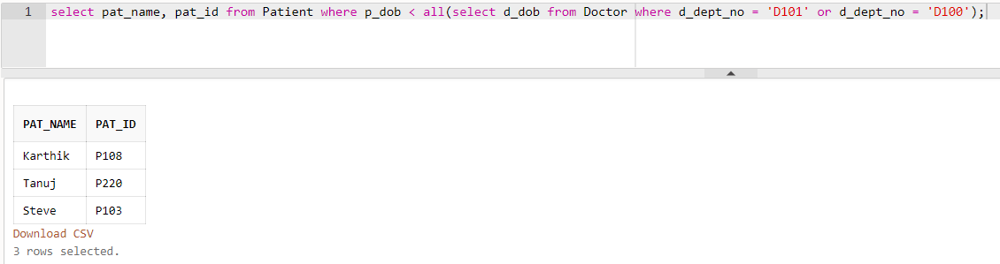 1 select pat_name, pat_id from Patient where p_dob < all(select d_dob from Doctor where d_dept_no = 'D101' or d_dept_no = 'D100');
PAT_NAME PAT_ID
Karthik P108
Tanuj P220
Steve P103
Download CSV
3 rows selected.